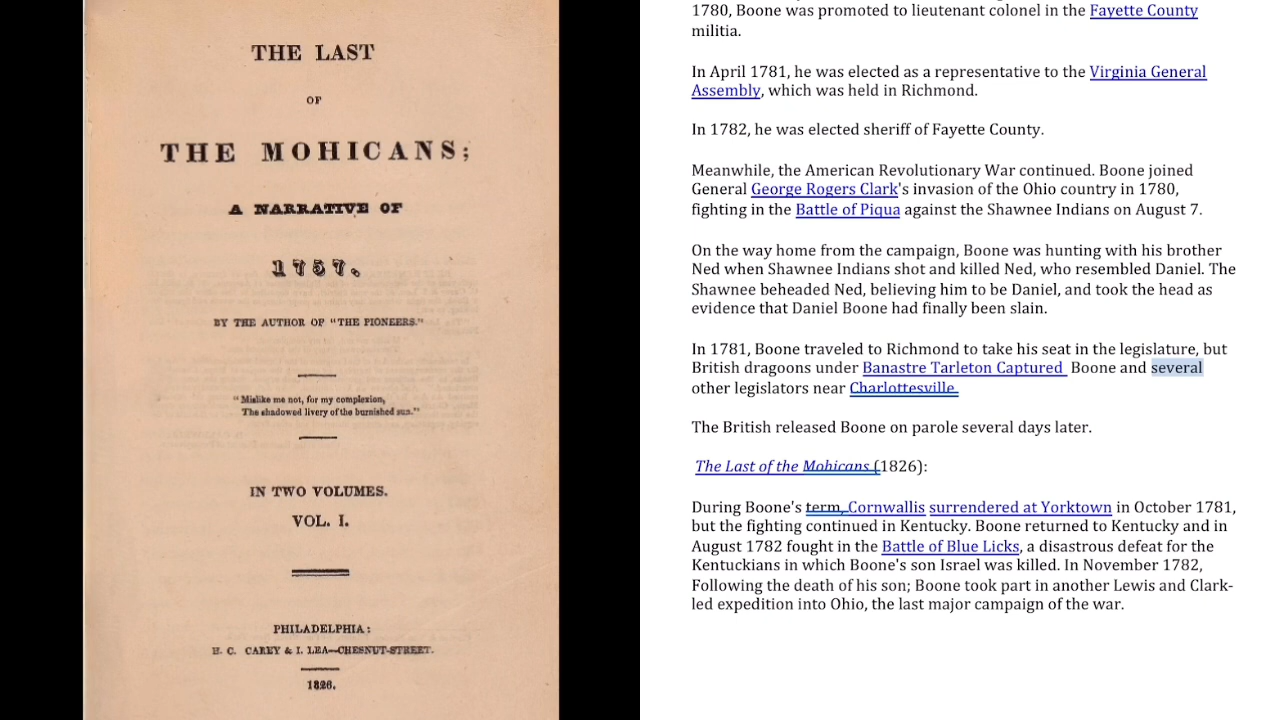 THE LAST
OF
THE MOHICANS;
A NARRATIVE OF
1757.
BY THE AUTHOR OF "THE PIONEERS."
"Mislike me not, for my complexion,
The shadowed livery of the burnished sun."
IN TWO VOLUMES.
VOL. I.
PHILADELPHIA:
H. C. CAREY & I. LEA—CHESNUT-STREET.
1826.
1780, Boone was promoted to lieutenant colonel in the Fayette County
militia.
In April 1781, he was elected as a representative to the Virginia General
Assembly, which was held in Richmond.
In 1782, he was elected sheriff of Fayette County.
Meanwhile, the American Revolutionary War continued. Boone joined
General George Rogers Clark's invasion of the Ohio country in 1780,
fighting in the Battle of Piqua against the Shawnee Indians on August 7.
On the way home from the campaign, Boone was hunting with his brother
Ned when Shawnee Indians shot and killed Ned, who resembled Daniel. The
Shawnee beheaded Ned, believing him to be Daniel, and took the head as
evidence that Daniel Boone had finally been slain.
In 1781, Boone traveled to Richmond to take his seat in the legislature, but
British dragoons under Banastre Tarleton Captured Boone and several
other legislators near Charlottesville.
The British released Boone on parole several days later.
The Last of the Mohicans (1826):
During Boone's term, Cornwallis surrendered at Yorktown in October 1781,
but the fighting continued in Kentucky. Boone returned to Kentucky and in
August 1782 fought in the Battle of Blue Licks, a disastrous defeat for the
Kentuckians in which Boone's son Israel was killed. In November 1782,
Following the death of his son; Boone took part in another Lewis and Clark-
led expedition into Ohio, the last major campaign of the war.